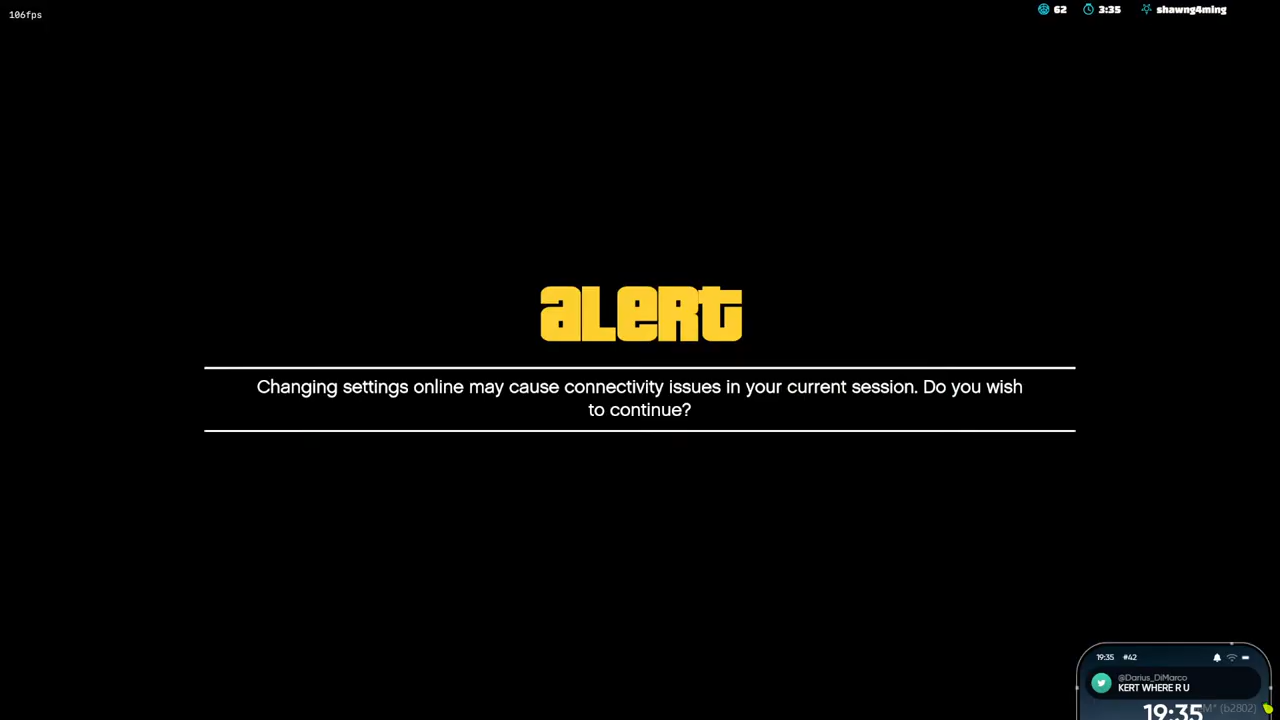 106fps
62 3:35 shawng4ming
aLeRt
Changing settings online may cause connectivity issues in your current session. Do you wish
to continue?
19:35 #42
@Darius_DiMarco
KERT WHERE R U
19:35
M* (b2802)